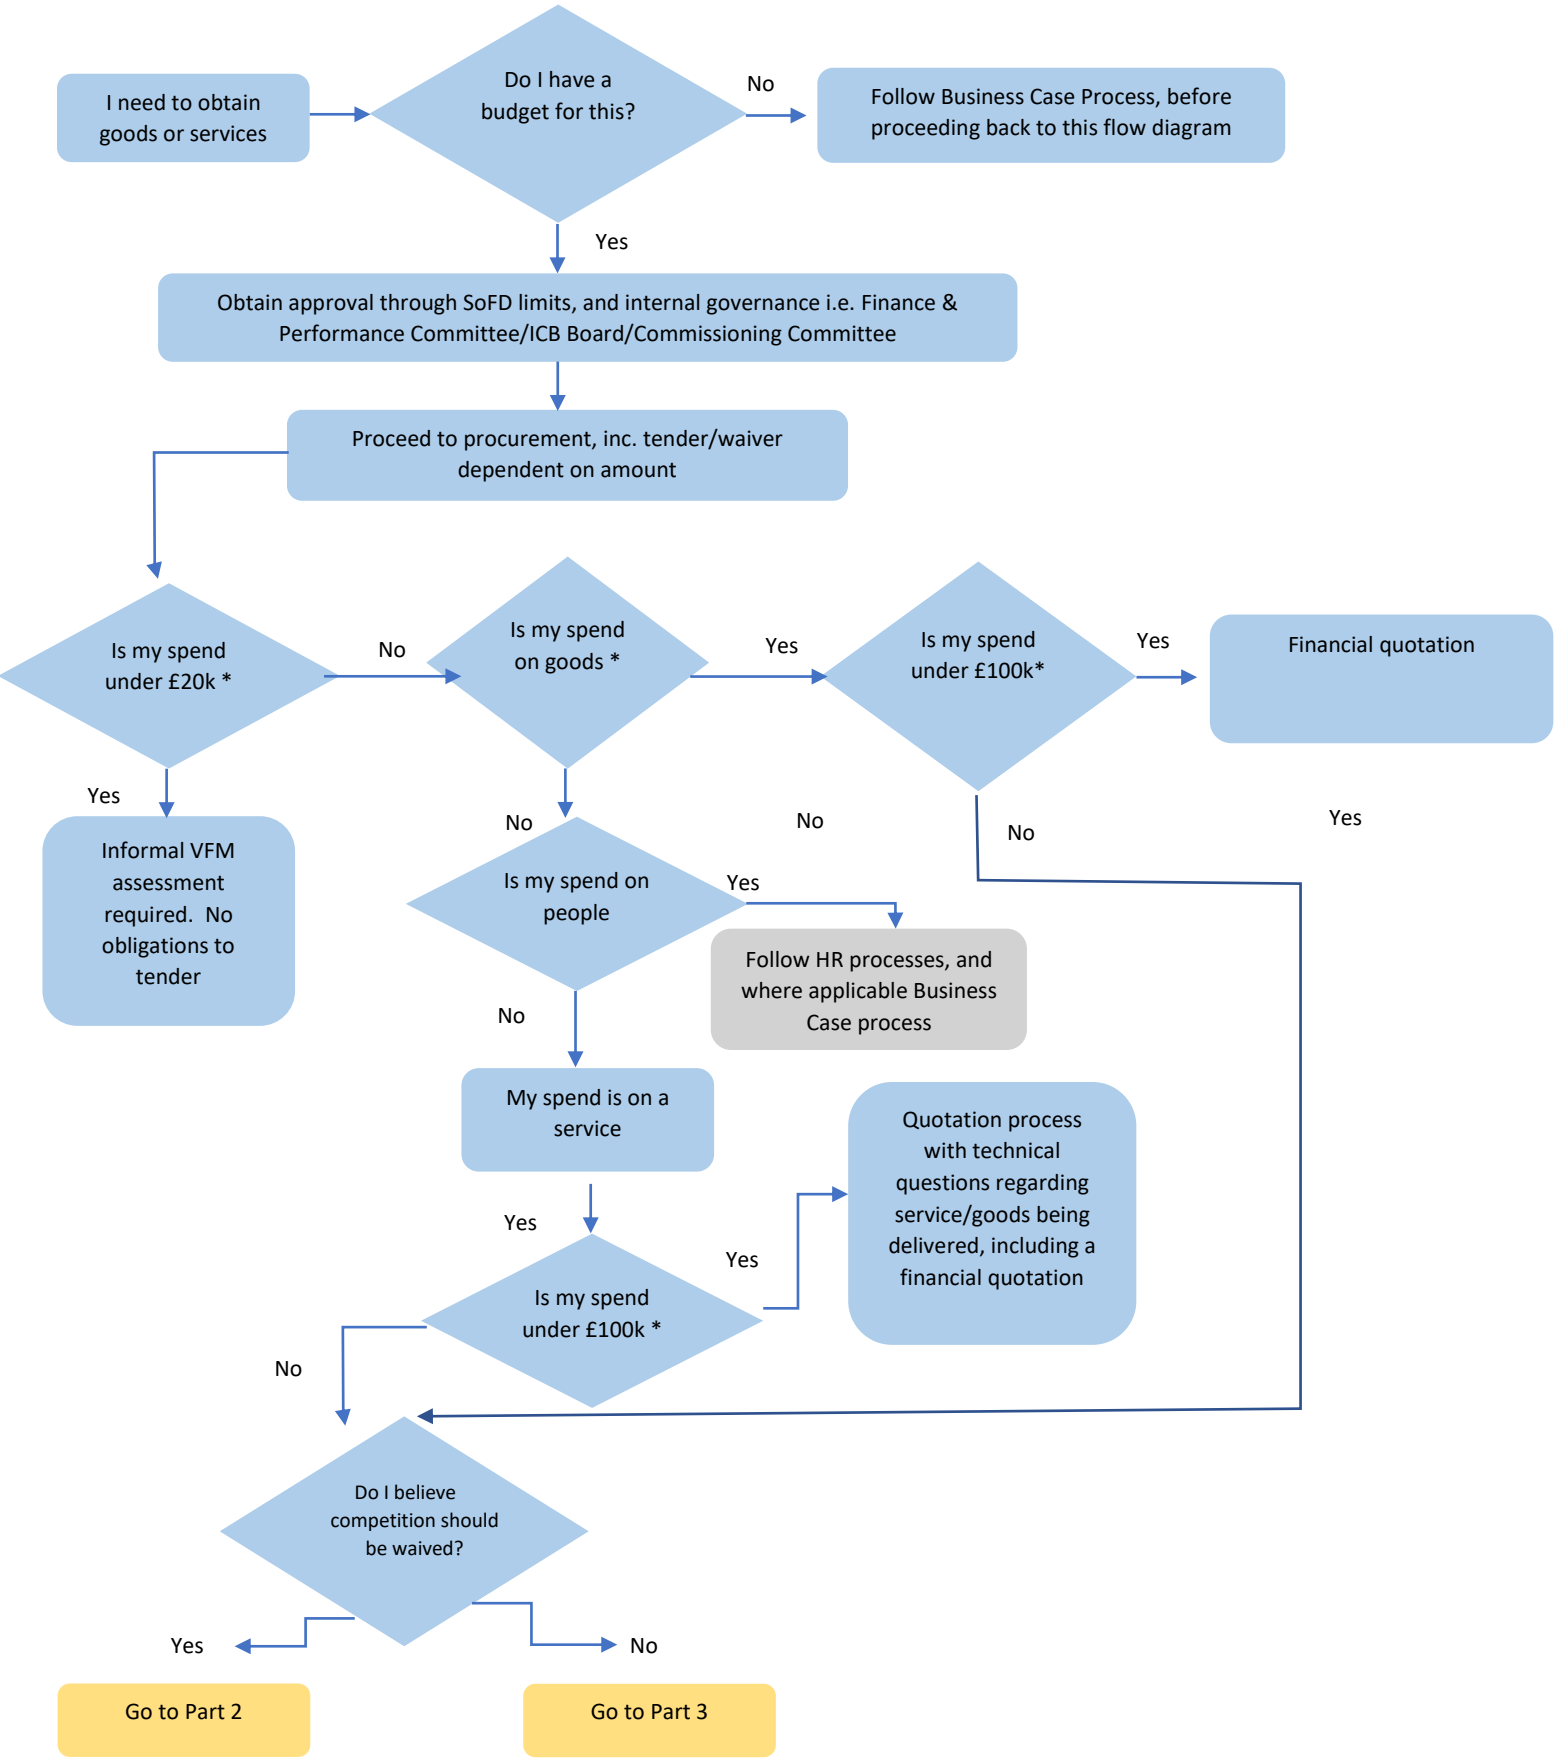 Do I have a
budget for this?
No
I need to obtain
goods or services
Follow Business Case Process, before
proceeding back to this flow diagram
Yes
Obtain approval through SoFD limits, and internal governance i.e. Finance &
Performance Committee/ICB Board/Commissioning Committee
Proceed to procurement, inc. tender/waiver
dependent on amount
Is my spend
under £20k *
No
Is my spend
on goods *
Yes
Is my spend
under £100k*
Yes
Financial quotation
Yes
Informal VFM
assessment
required.  No
obligations to
tender
No
No
No
Yes
Is my spend on
people
Yes
Follow HR processes, and
where applicable Business
Case process
No
My spend is on a
service
Quotation process
with technical
questions regarding
service/goods being
delivered, including a
financial quotation
Yes
Yes
Is my spend
under £100k *
No
Do I believe
competition should
be waived?
Yes
No
Go to Part 2
Go to Part 3